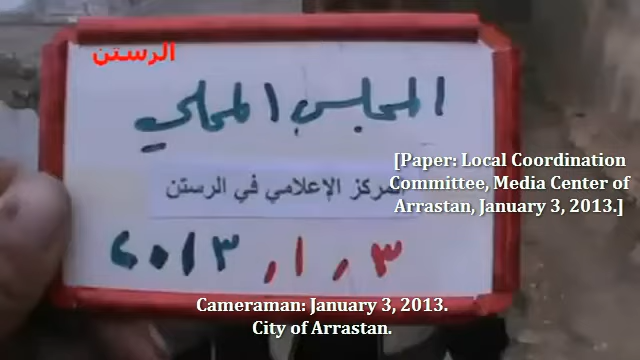 الرستن
المجلس المحلي
المركز الإعلامي في الرستن
٣ . ١ . ٢٠١٣
[Paper: Local Coordination
Committee, Media Center of
Arrastan, January 3, 2013.]
Cameraman: January 3, 2013.
City of Arrastan.